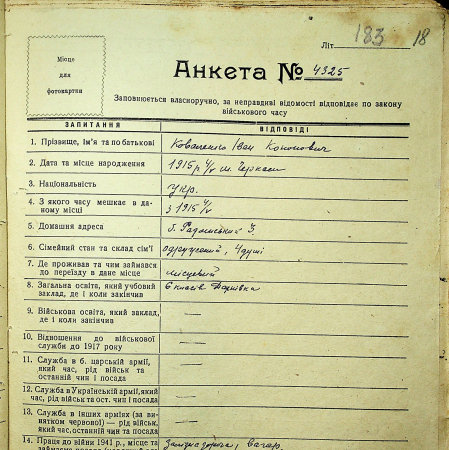 Літ. 183 18
Місце
для
фотокартки
Анкета № 4325
Заповнюється власноручно, за неправдиві відомості відповідає по закону
військового часу
ЗАПИТАННЯ ВІДПОВІДІ
1. Прізвище, ім'я та по батькові Коваленко Іван Кононович
2. Дата та місце народження 1915 р. м. Черкаси
3. Національність Укр.
4. З якого часу мешкає в да-
ному місці з 1915
5. Домашня адреса
6. Сімейний стан та склад сім'ї одружений, 4 душі
7. Де проживав та чим займався
до переїзду в дане місце місцевий
8. Загальна освіта, який учбовий
заклад, де і коли закінчив 6 класів
9. Військова освіта, який заклад,
де і коли закінчив —
10. Відношення до військової
служби до 1917 року —
11. Служба в б. царській армії,
який час, рід військ та
останній чин і посада —
12. Служба в Українській армії, який
час, рід військ та ост. чин і посада —
13. Служба в інших арміях (за ви-
нятком червоної) — рід військ,
який час, останній чин та посада —
14. Праця до війни 1941 р., місце та